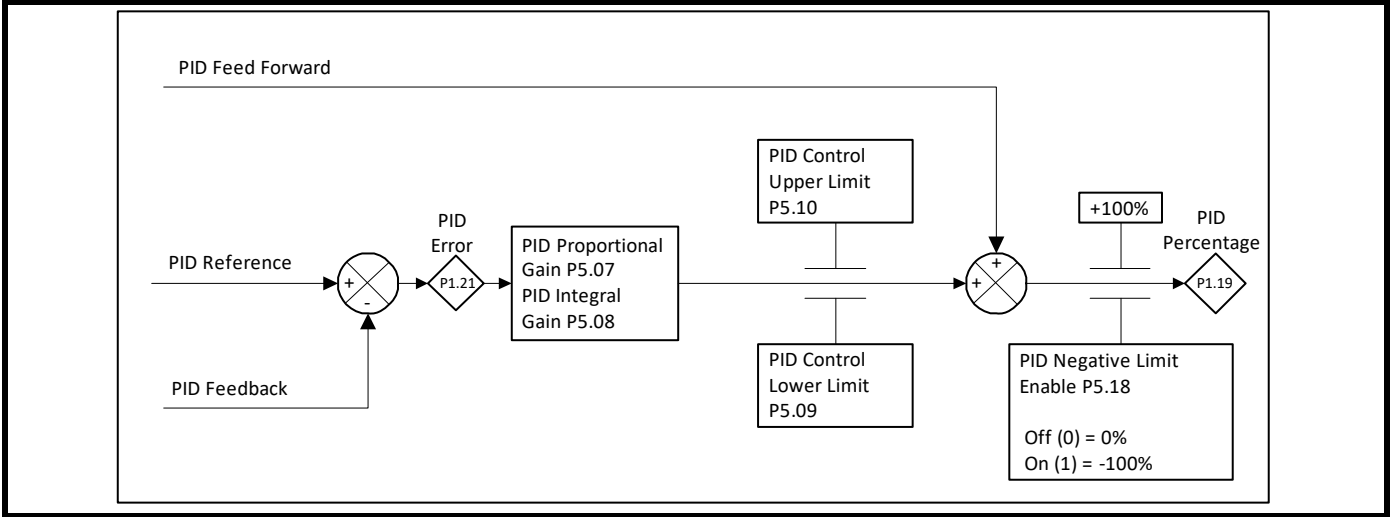 PID Feed Forward
PID Control
Upper Limit
P5.10
+100%
PID
Percentage
PID
Error
PID Reference
+
-
P1.21
PID Proportional
Gain P5.07
PID Integral
Gain P5.08
+
+
P1.19
PID Feedback
PID Control
Lower Limit
P5.09
PID Negative Limit
Enable P5.18
Off (0) = 0%
On (1) = -100%